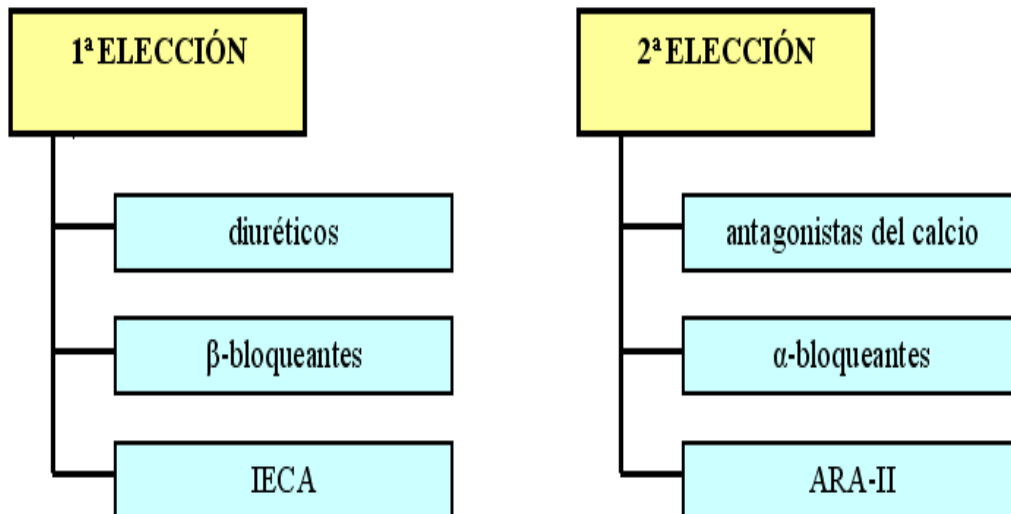 1ª ELECCIÓN
diuréticos
β-bloqueantes
IECA
2ª ELECCIÓN
antagonistas del calcio
α-bloqueantes
ARA-II